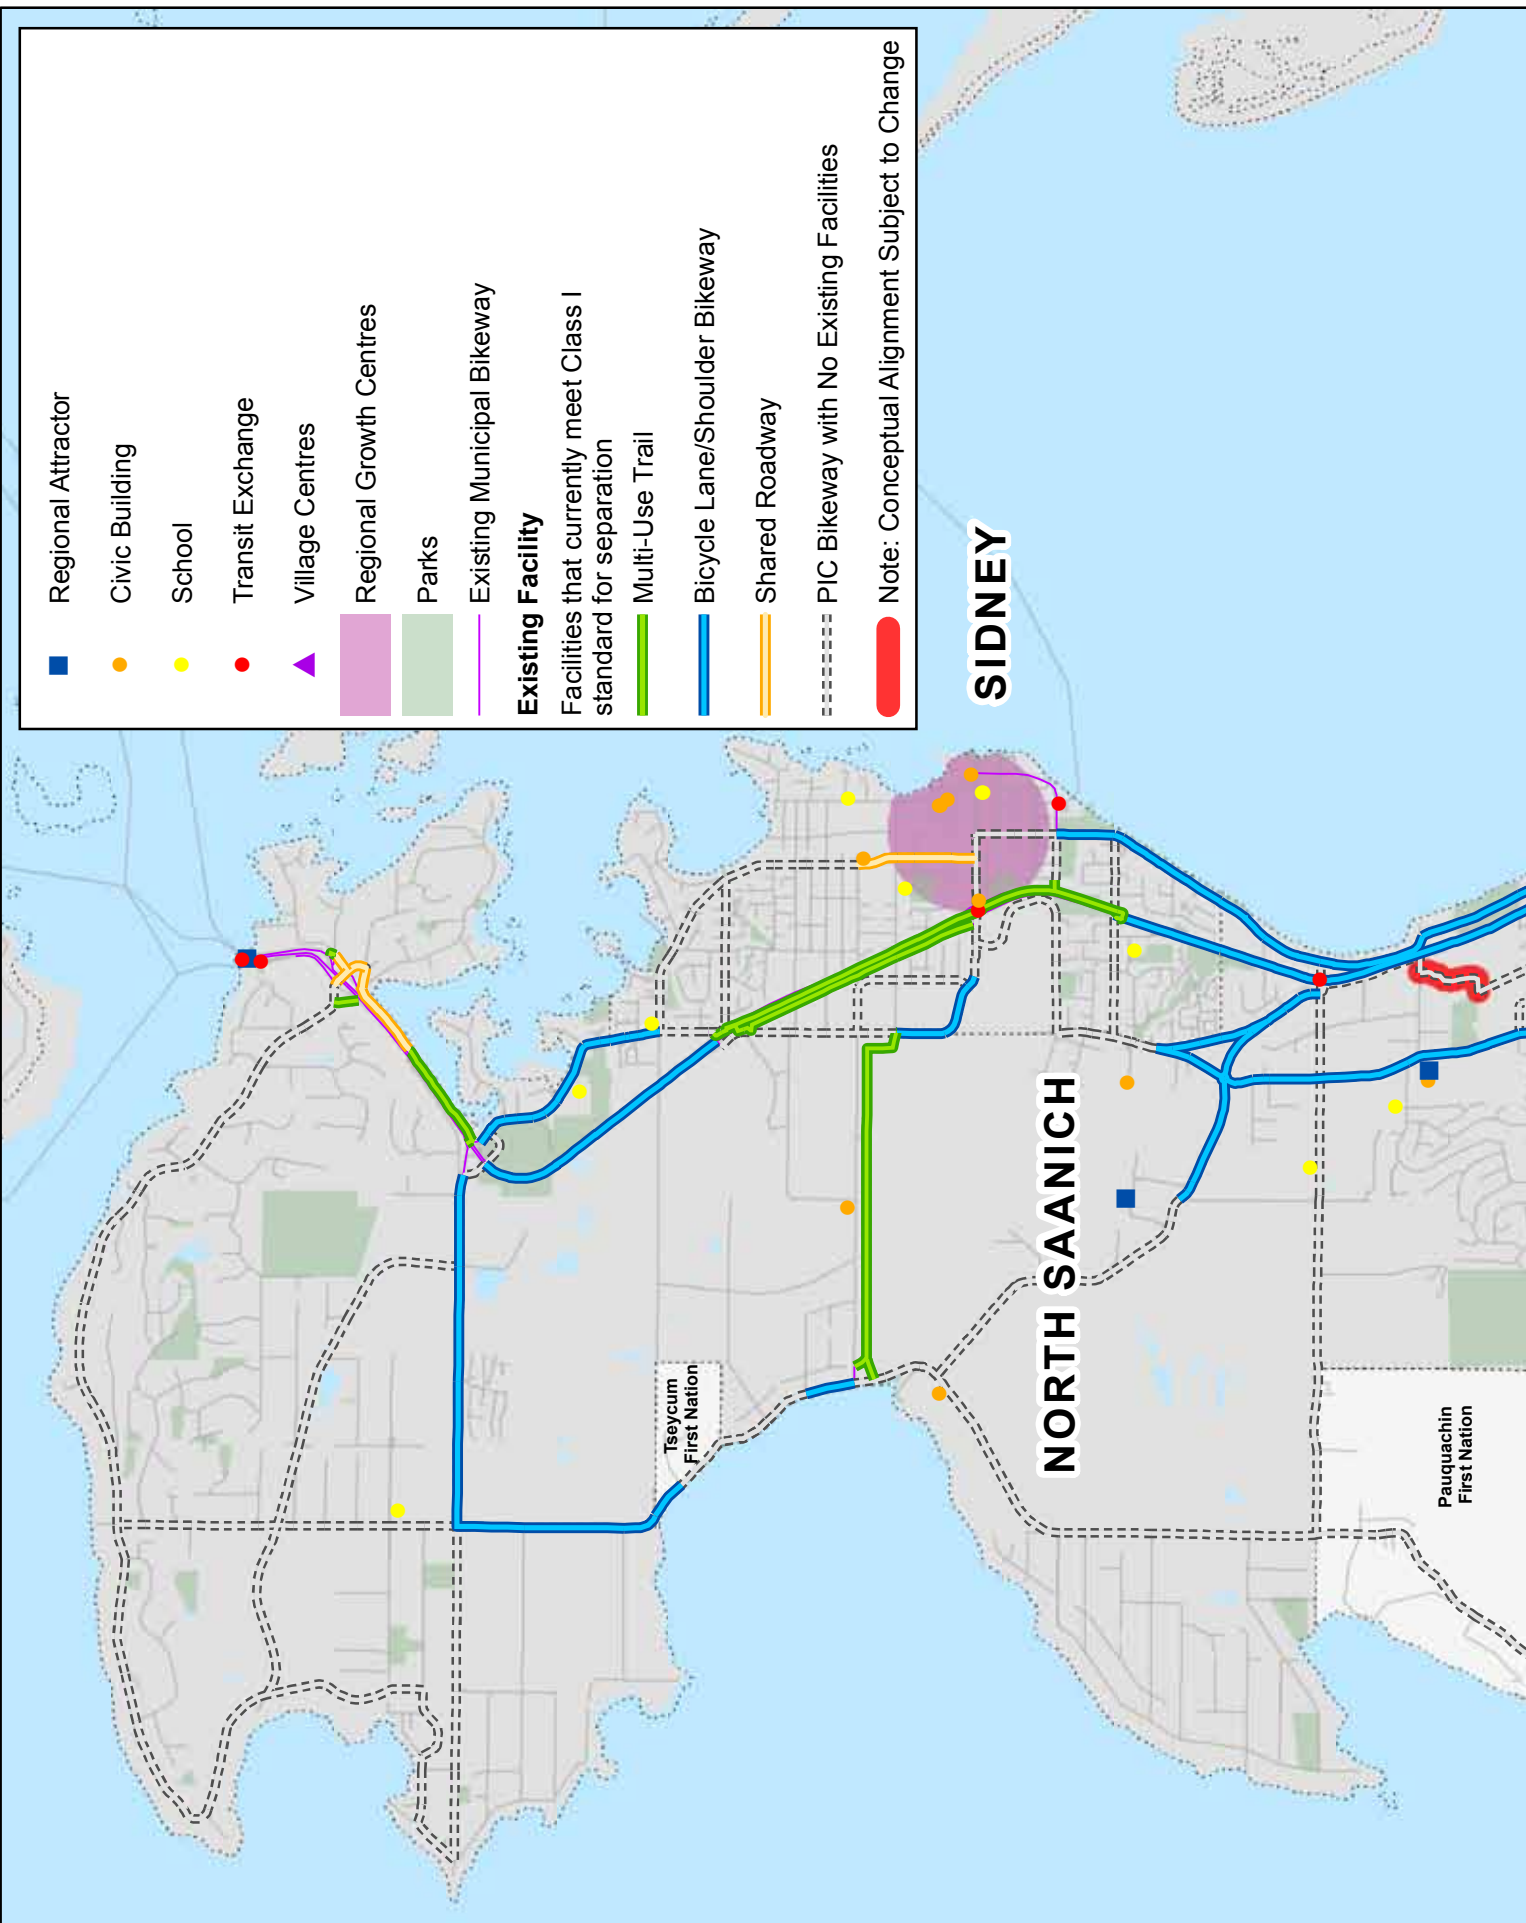 Regional Attractor
Civic Building
School
Transit Exchange
Village Centres
Regional Growth Centres
Parks
Existing Municipal Bikeway
Existing Facility
Facilities that currently meet Class I
standard for separation
Multi-Use Trail
Bicycle Lane/Shoulder Bikeway
Shared Roadway
PIC Bikeway with No Existing Facilities
Note: Conceptual Alignment Subject to Change
SIDNEY
NORTH SAANICH
Tseycum
First Nation
Pauquachin
First Nation